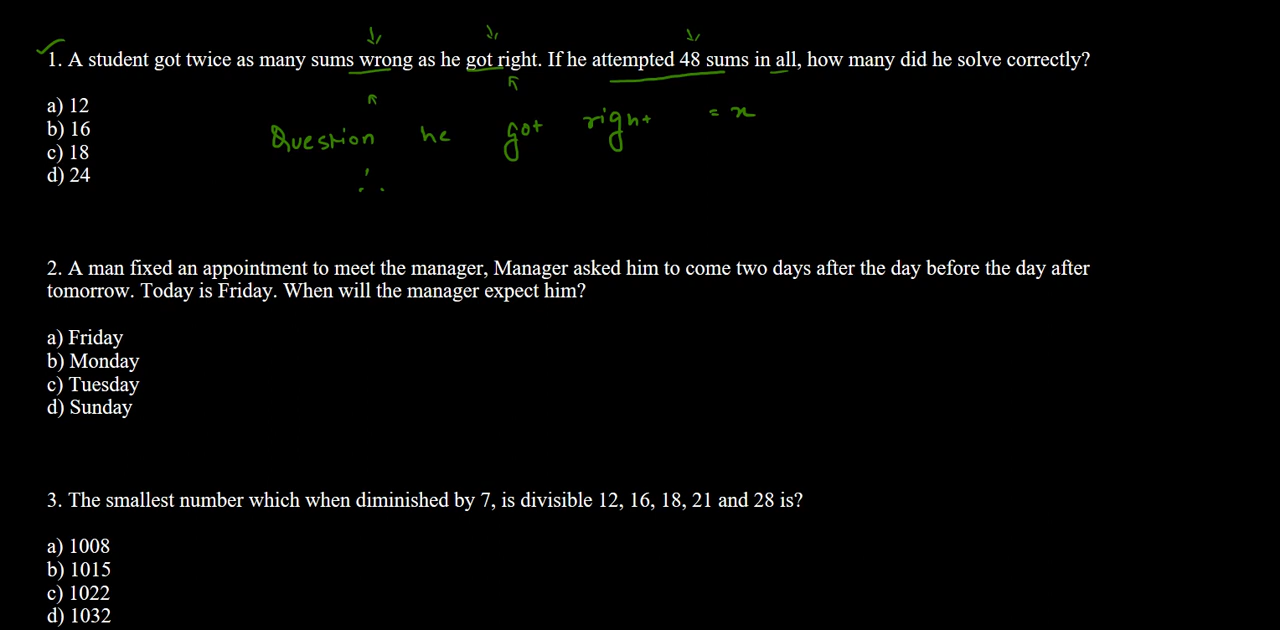 1. A student got twice as many sums wrong as he got right. If he attempted 48 sums in all, how many did he solve correctly?
a) 12
b) 16
c) 18
d) 24
Question he got right = x
∴
2. A man fixed an appointment to meet the manager, Manager asked him to come two days after the day before the day after
tomorrow. Today is Friday. When will the manager expect him?
a) Friday
b) Monday
c) Tuesday
d) Sunday
3. The smallest number which when diminished by 7, is divisible 12, 16, 18, 21 and 28 is?
a) 1008
b) 1015
c) 1022
d) 1032